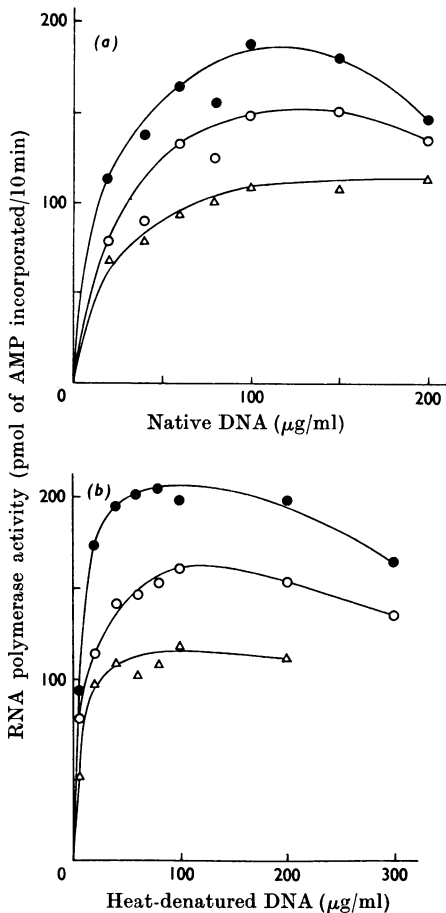 200
(a)
100
0
0
100
200
Native DNA (μg/ml)
RNA polymerase activity (pmol of AMP incorporated/10min)
200
(b)
100
0
100
200
300
Heat-denatured DNA (μg/ml)